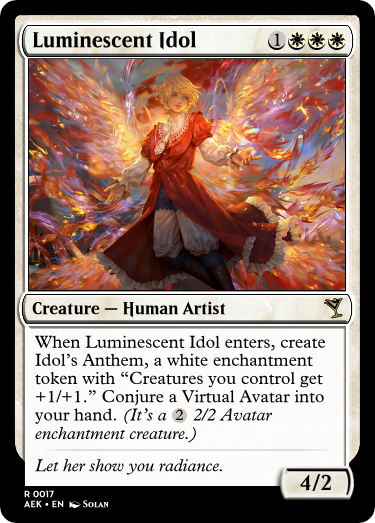 Luminescent Idol 1
Creature — Human Artist
When Luminescent Idol enters, create
Idol's Anthem, a white enchantment
token with “Creatures you control get
+1/+1.” Conjure a Virtual Avatar into
your hand. (It's a 2 2/2 Avatar
enchantment creature.)
Let her show you radiance.
4/2
R 0017
AEK • EN Solan